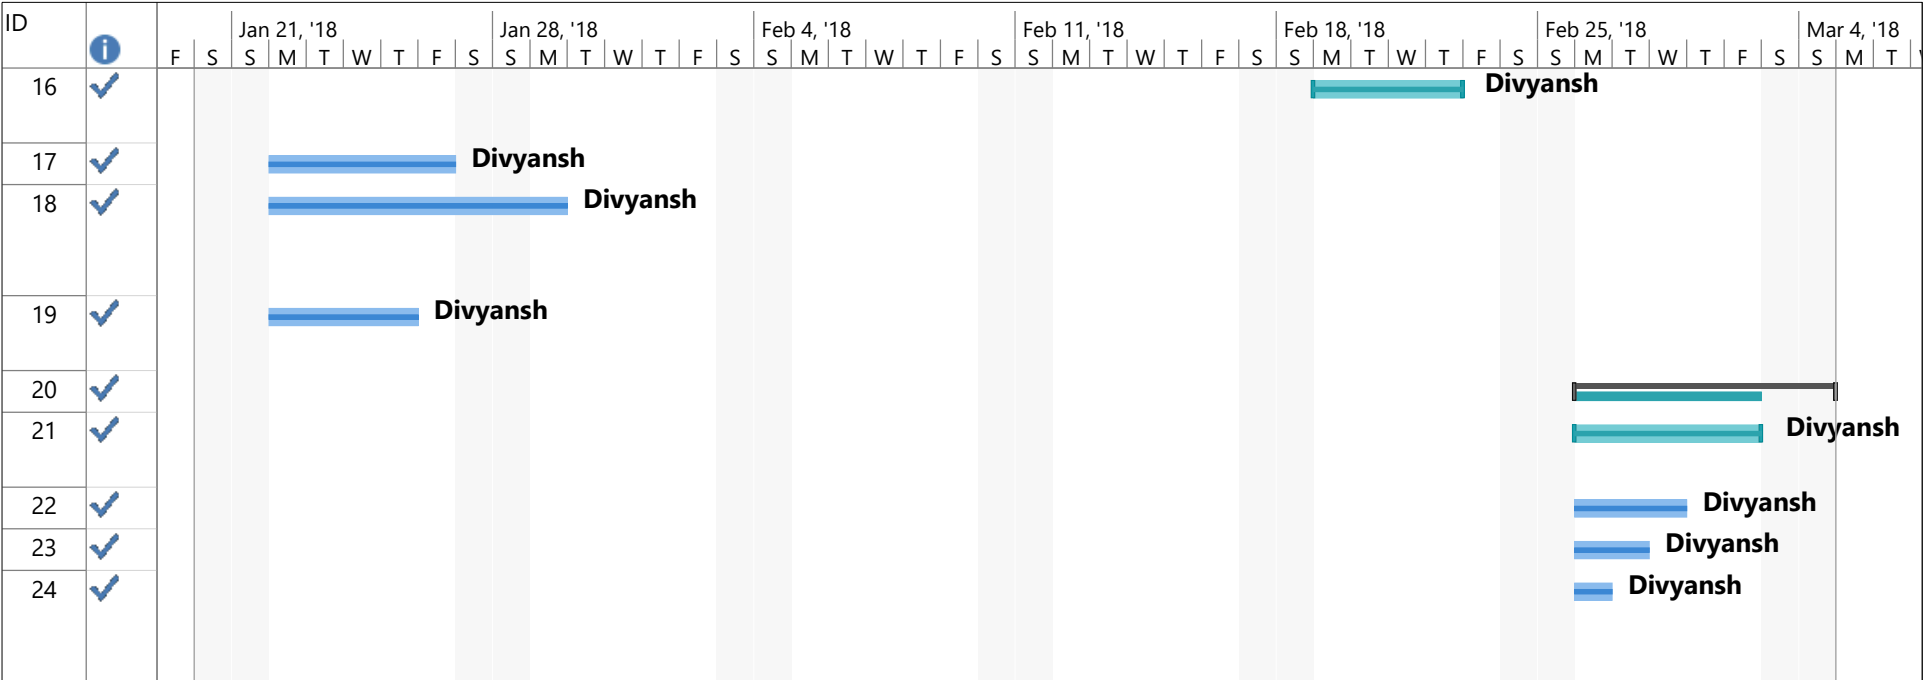 ID
i
Jan 21, '18 Jan 28, '18 Feb 4, '18 Feb 11, '18 Feb 18, '18 Feb 25, '18 Mar 4, '18
F S S M T W T F S S M T W T F S S M T W T F S S M T W T F S S M T W T F S S M T W T F S S M T
16 Divyansh
17 Divyansh
18 Divyansh
19 Divyansh
20
21 Divyansh
22 Divyansh
23 Divyansh
24 Divyansh